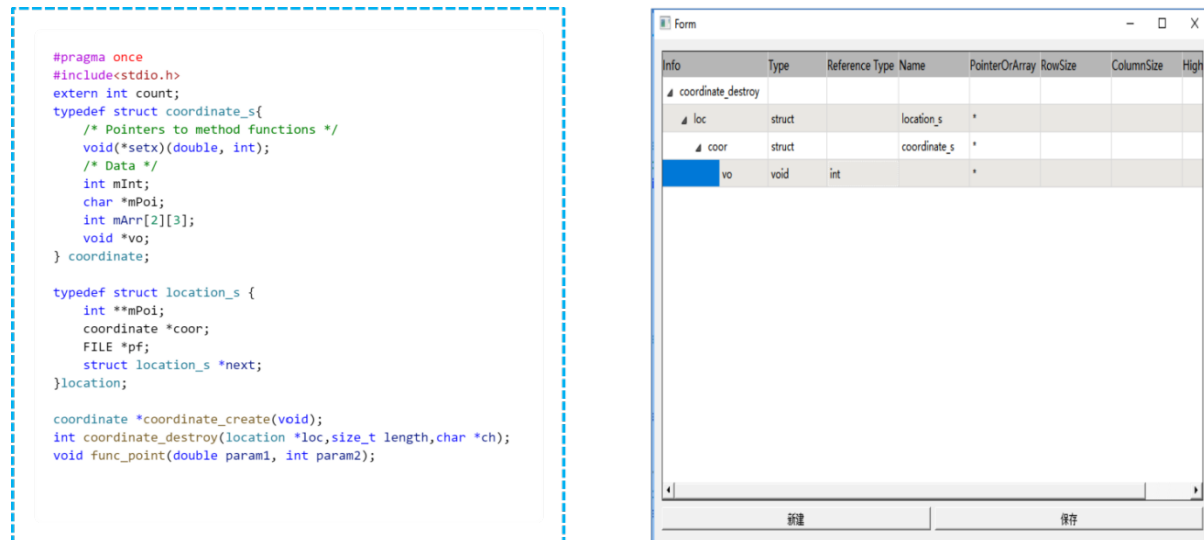 #pragma once
#include<stdio.h>
extern int count;
typedef struct coordinate_s{
/* Pointers to method functions */
void(*setx)(double, int);
/* Data */
int mInt;
char *mPoi;
int mArr[2][3];
void *vo;
} coordinate;
typedef struct location_s {
int **mPoi;
coordinate *coor;
FILE *pf;
struct location_s *next;
}location;
coordinate *coordinate_create(void);
int coordinate_destroy(location *loc,size_t length,char *ch);
void func_point(double param1, int param2);
Form
Info Type Reference Type Name PointerOrArray RowSize ColumnSize High
coordinate_destroy
loc struct location_s *
coor struct coordinate_s *
vo void int *
新建 保存